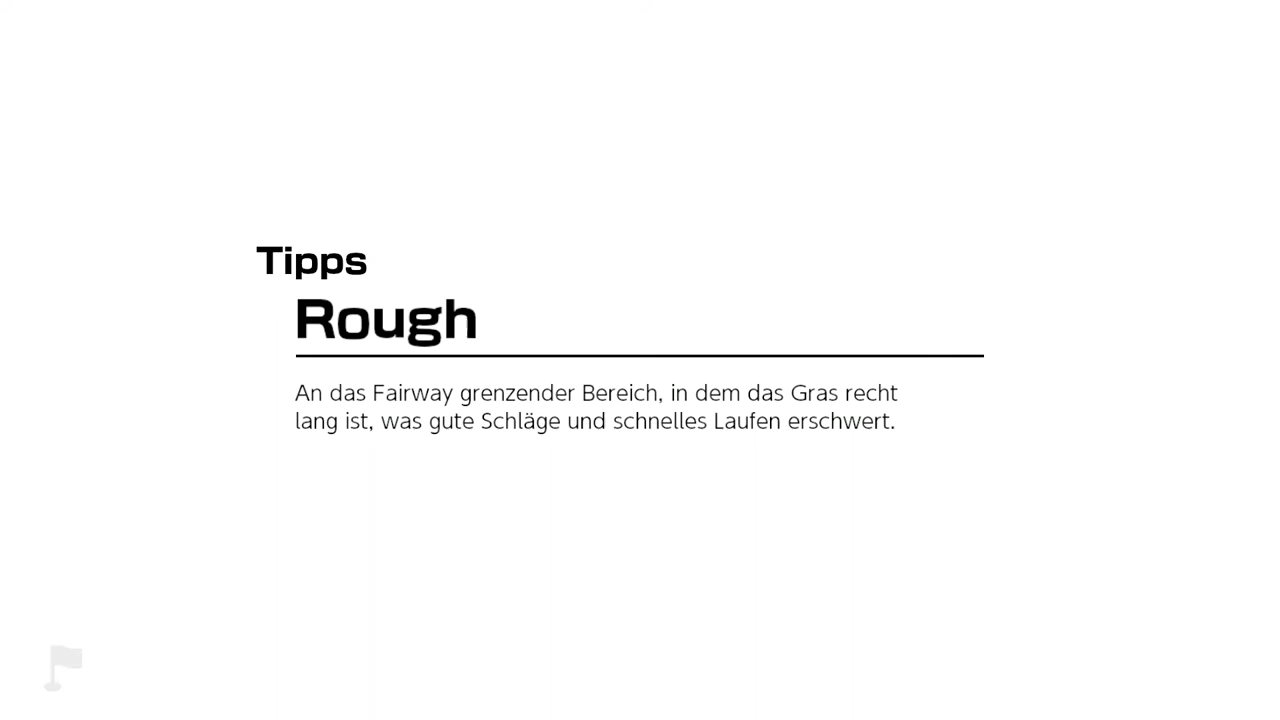 Tipps
Rough
An das Fairway grenzender Bereich, in dem das Gras recht
lang ist, was gute Schläge und schnelles Laufen erschwert.